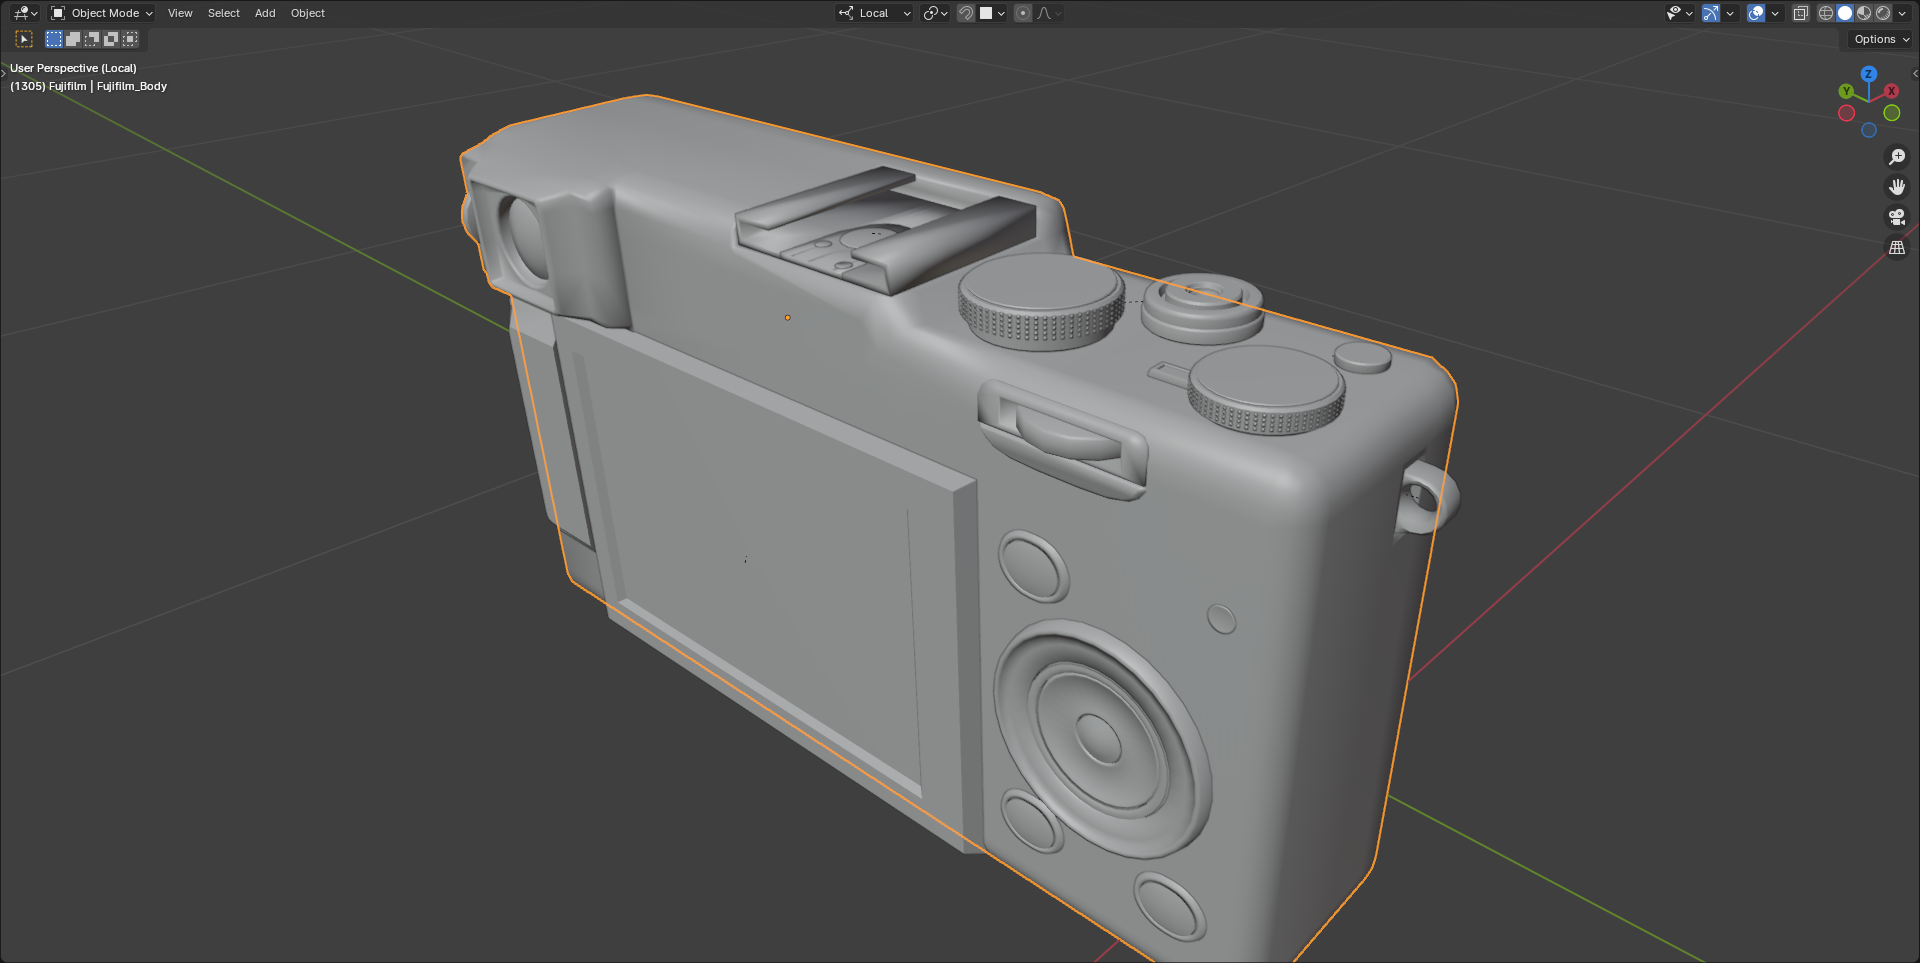 Object Mode View Select Add Object Local
Options
User Perspective (Local)
(1305) Fujifilm | Fujifilm_Body
Z
Y X